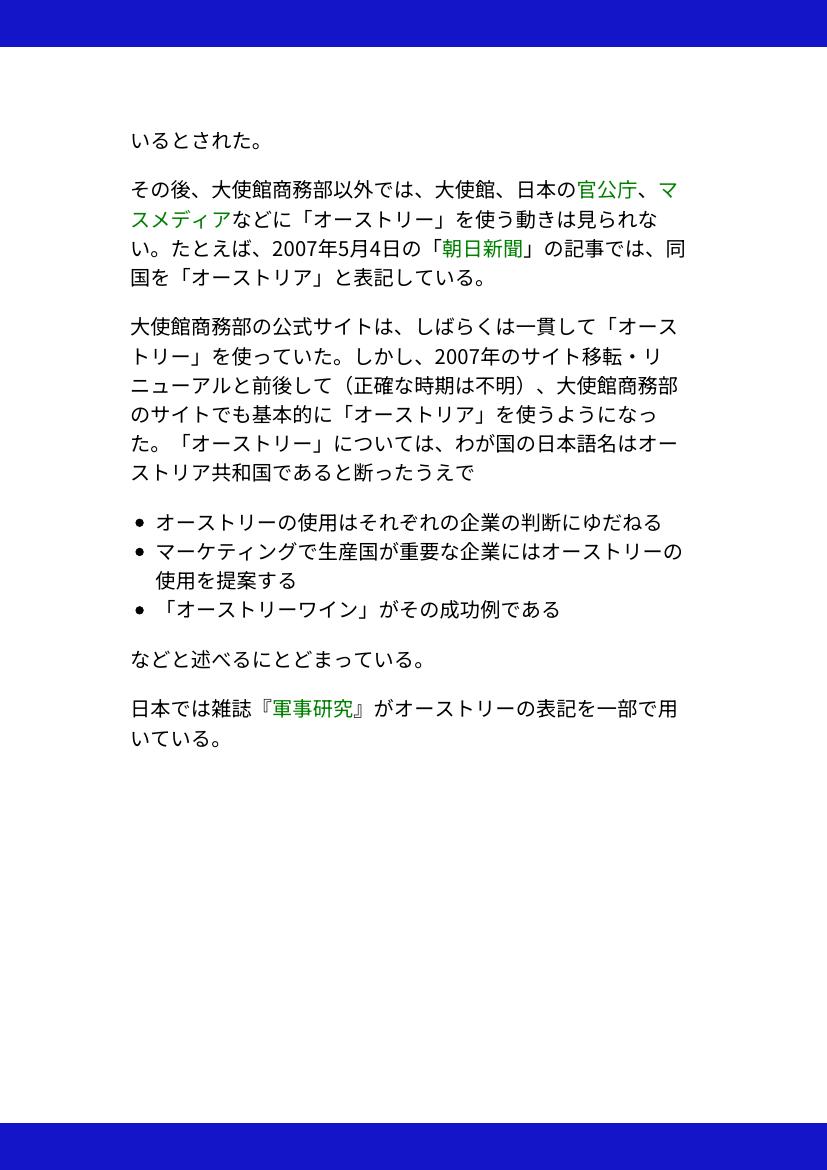 いるとされた。
その後、大使館商務部以外では、大使館、日本の官公庁、マ
スメディアなどに「オーストリー」を使う動きは見られな
い。たとえば、2007年5月4日の「朝日新聞」の記事では、同
国を「オーストリア」と表記している。
大使館商務部の公式サイトは、しばらくは一貫して「オース
トリー」を使っていた。しかし、2007年のサイト移転・リ
ニューアルと前後して（正確な時期は不明）、大使館商務部
のサイトでも基本的に「オーストリア」を使うようになっ
た。「オーストリー」については、わが国の日本語名はオー
ストリア共和国であると断ったうえで
• オーストリーの使用はそれぞれの企業の判断にゆだねる
• マーケティングで生産国が重要な企業にはオーストリーの
使用を提案する
• 「オーストリーワイン」がその成功例である
などと述べるにとどまっている。
日本では雑誌『軍事研究』がオーストリーの表記を一部で用
いている。